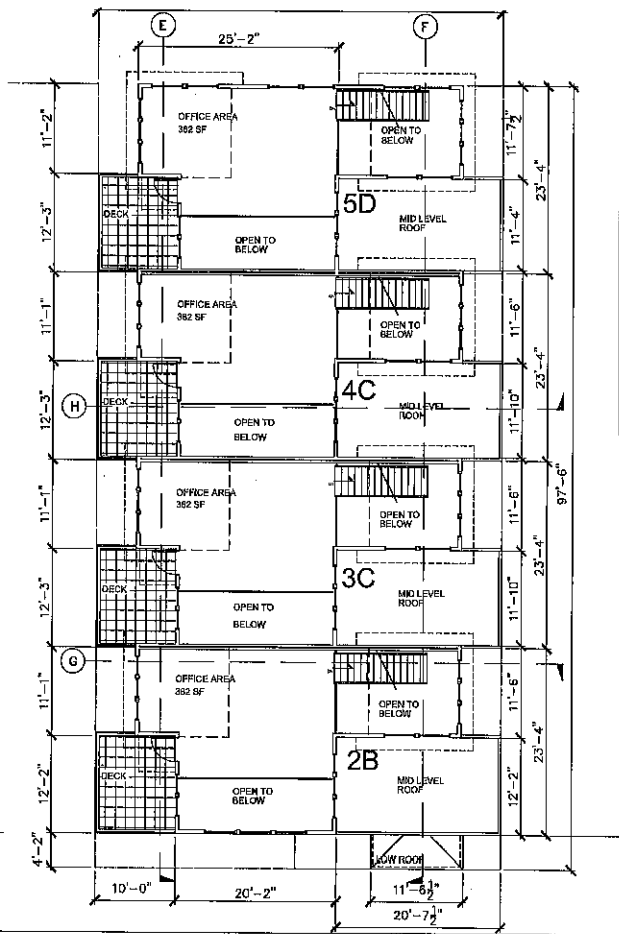 E
F
25'-2"
OFFICE AREA
362 SF
OPEN TO
BELOW
11'-2"
11'-7½"
23'-4"
DECK
5D
MID LEVEL
ROOF
OPEN TO
BELOW
12'-3"
11'-4"
OFFICE AREA
362 SF
OPEN TO
BELOW
11'-1"
11'-6"
23'-4"
H
DECK
4C
MID LEVEL
ROOF
OPEN TO
BELOW
12'-3"
11'-10"
97'-6"
OFFICE AREA
362 SF
OPEN TO
BELOW
11'-1"
11'-6"
23'-4"
DECK
3C
MID LEVEL
ROOF
OPEN TO
BELOW
12'-3"
11'-10"
G
OFFICE AREA
362 SF
OPEN TO
BELOW
11'-1"
11'-6"
23'-4"
DECK
2B
MID LEVEL
ROOF
OPEN TO
BELOW
12'-2"
12'-2"
4'-2"
LOW ROOF
10'-0"
20'-2"
11'-6½"
20'-7½"